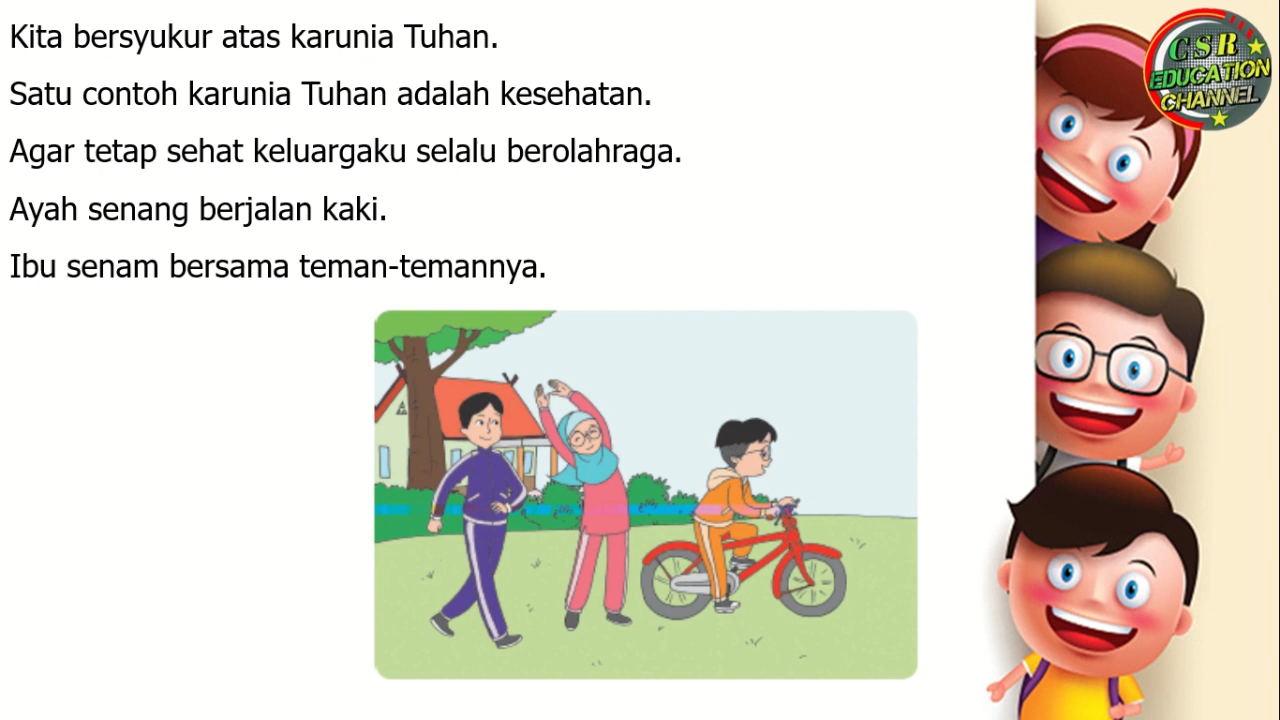 Kita bersyukur atas karunia Tuhan.
Satu contoh karunia Tuhan adalah kesehatan.
Agar tetap sehat keluargaku selalu berolahraga.
Ayah senang berjalan kaki.
Ibu senam bersama teman-temannya.
CSR
EDUCATION
CHANNEL